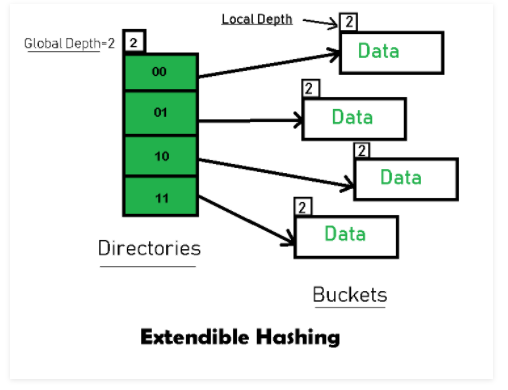 Local Depth
2
Global Depth=2
2
Data
00
2
01
Data
2
10
Data
11
2
Data
Directories
Buckets
Extendible Hashing